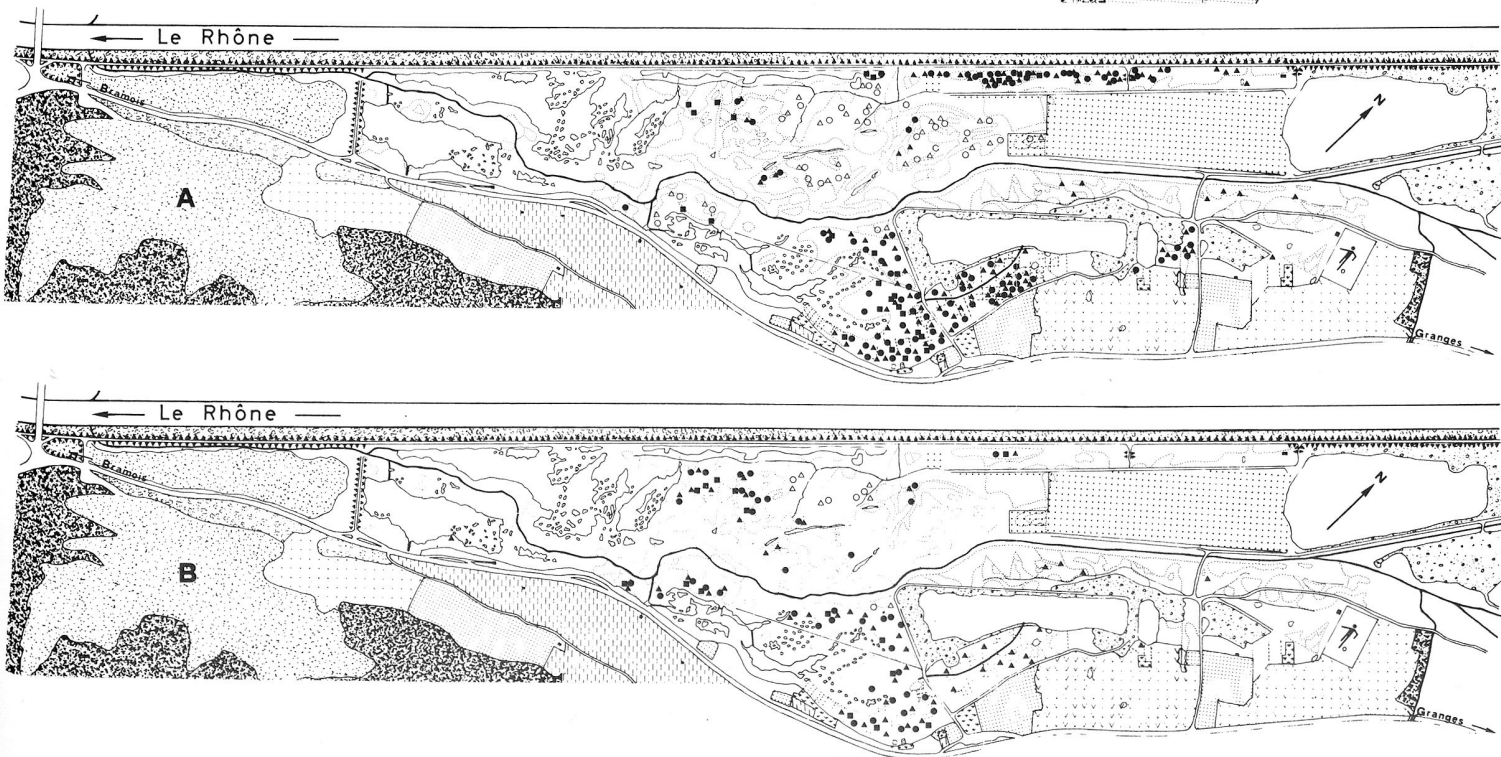 Le Rhône
Bramois
A
N
Granges
Le Rhône
Bramois
B
N
Granges